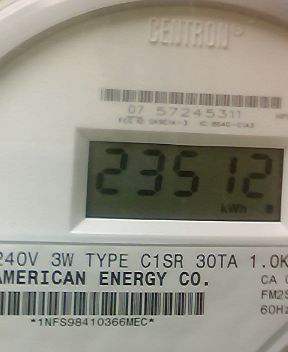 CENTRON
07 57245311
23512
kWh
240V 3W TYPE C1SR 30TA 1.0K
AMERICAN ENERGY CO.
CA
FM2S
60Hz
*1NFS98410366MEC*